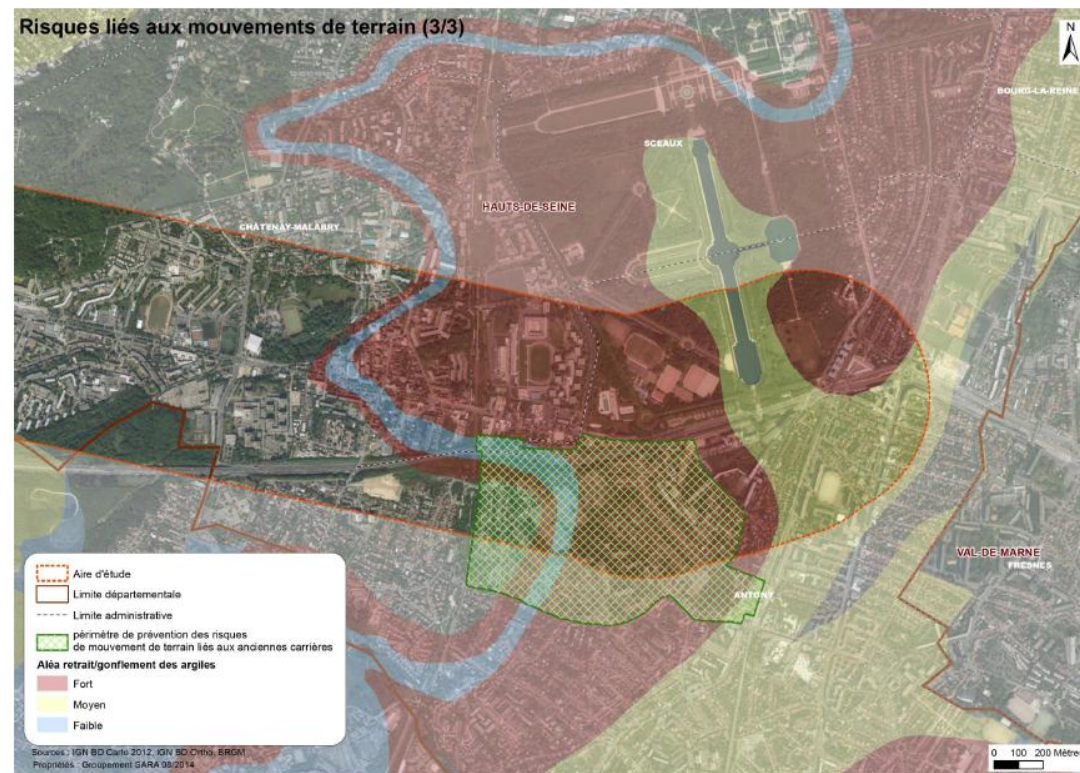 Risques liés aux mouvements de terrain (3/3)
N
BOURG-LA-REINE
SCEAUX
HAUTS-DE-SEINE
CHÂTENAY-MALABRY
VAL-DE-MARNE
FRESNES
ANTONY
Aire d'étude
Limite départementale
Limite administrative
périmètre de prévention des risques
de mouvement de terrain liés aux anciennes carrières
Aléa retrait/gonflement des argiles
Fort
Moyen
Faible
Sources : IGN BD Carto 2012, IGN BD Ortho, BRGM
Propriétés : Groupement SARA 08/2014
0 100 200 Mètres